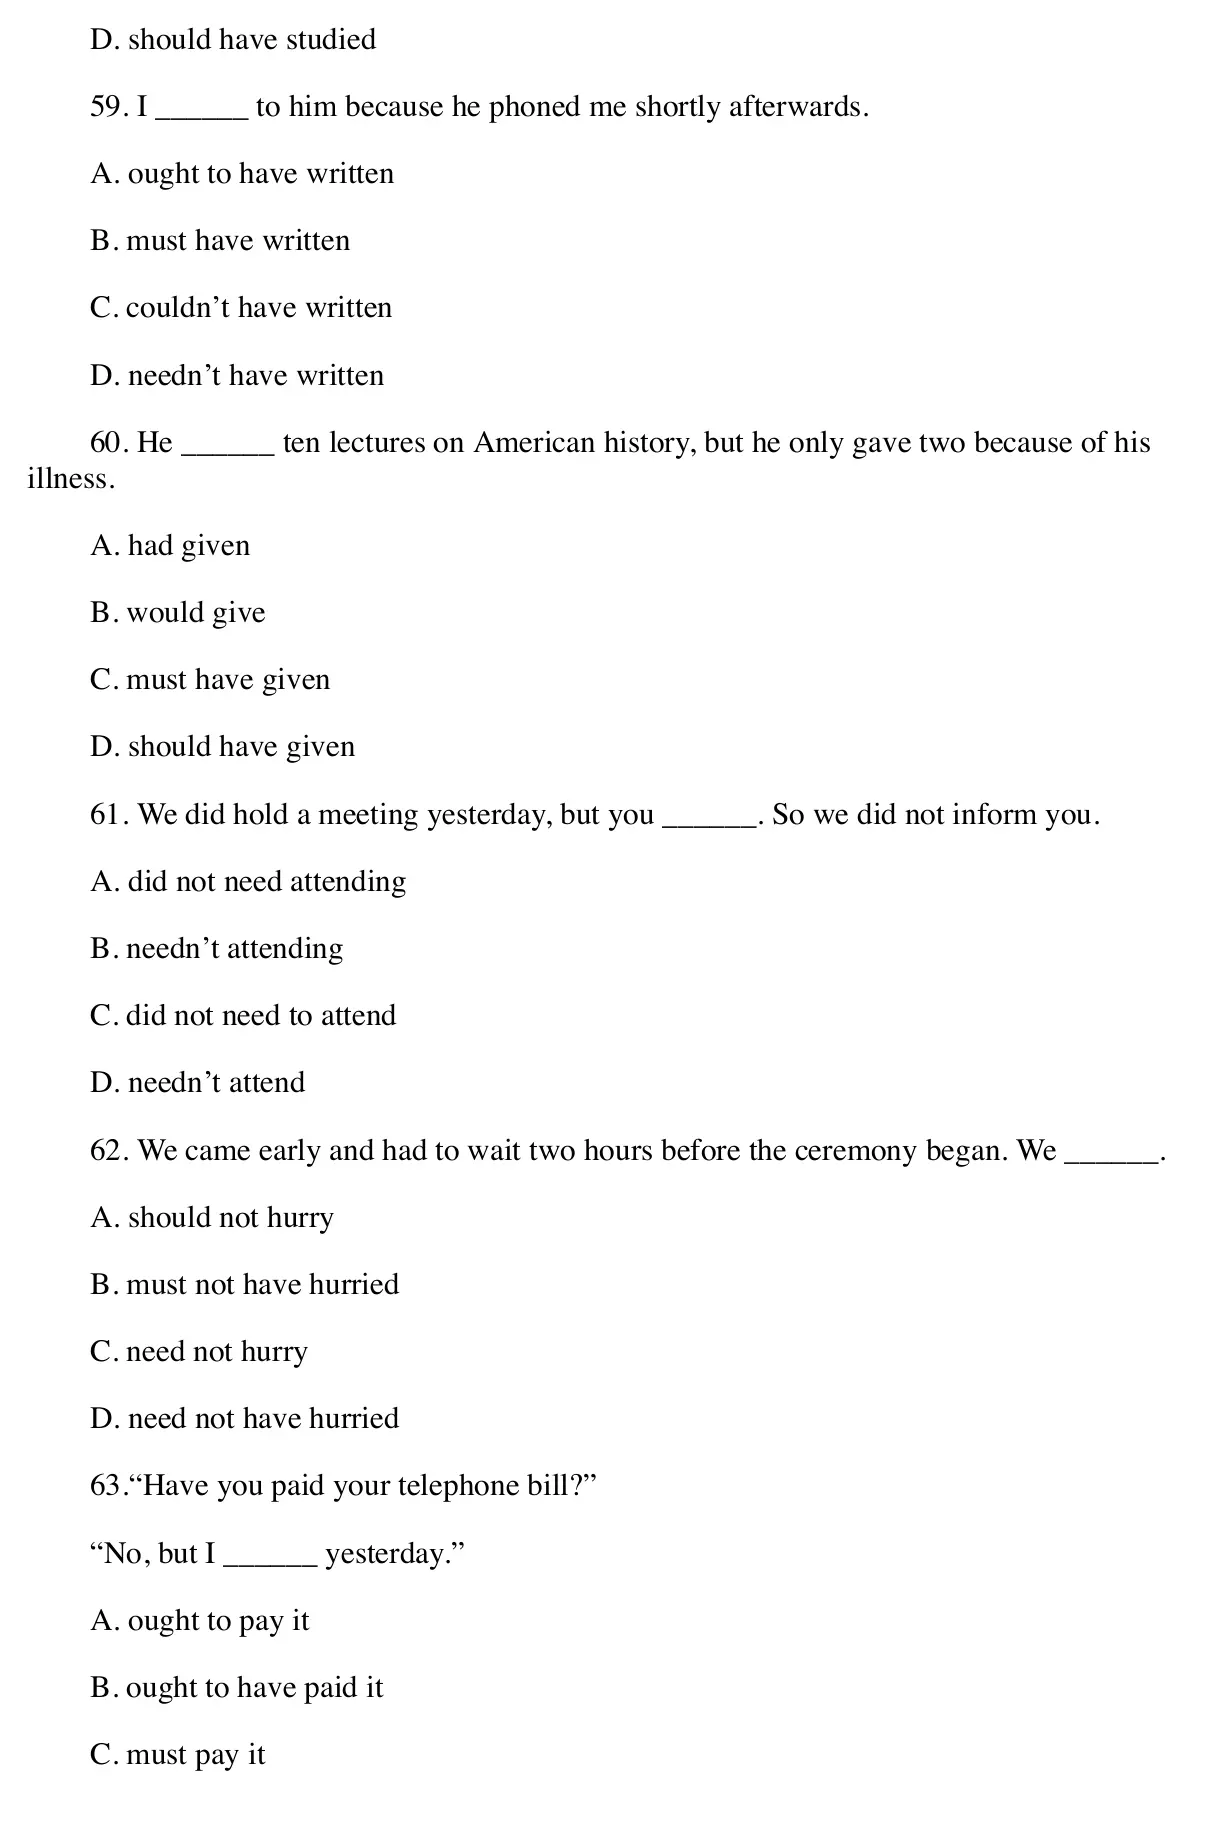 D. should have studied
59. I ______ to him because he phoned me shortly afterwards.
A. ought to have written
B. must have written
C. couldn’t have written
D. needn’t have written
60. He ______ ten lectures on American history, but he only gave two because of his
illness.
A. had given
B. would give
C. must have given
D. should have given
61. We did hold a meeting yesterday, but you ______. So we did not inform you.
A. did not need attending
B. needn’t attending
C. did not need to attend
D. needn’t attend
62. We came early and had to wait two hours before the ceremony began. We ______.
A. should not hurry
B. must not have hurried
C. need not hurry
D. need not have hurried
63.“Have you paid your telephone bill?”
“No, but I ______ yesterday.”
A. ought to pay it
B. ought to have paid it
C. must pay it